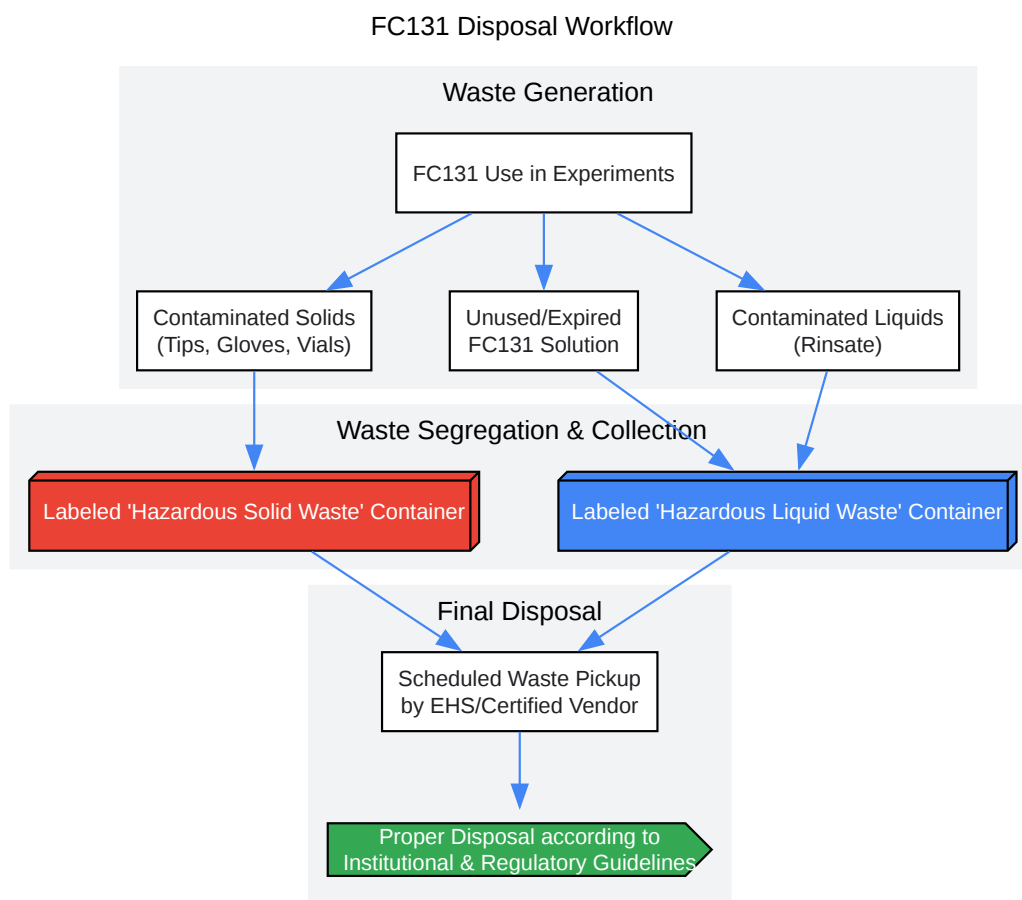 FC131 Disposal Workflow
Waste Generation
FC131 Use in Experiments
Contaminated Solids
(Tips, Gloves, Vials)
Unused/Expired
FC131 Solution
Contaminated Liquids
(Rinsate)
Waste Segregation & Collection
Labeled 'Hazardous Solid Waste' Container
Labeled 'Hazardous Liquid Waste' Container
Final Disposal
Scheduled Waste Pickup
by EHS/Certified Vendor
Proper Disposal according to
Institutional & Regulatory Guidelines